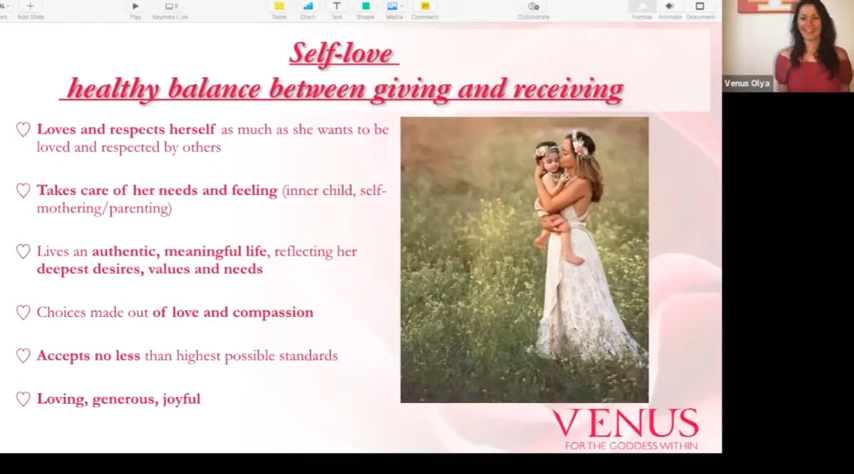 Add Slide
Play
Keynote Live
Table
Chart
Text
Shape
Media
Comment
Collaborate
Format
Animate
Document
Self-love
healthy balance between giving and receiving
♡ Loves and respects herself as much as she wants to be
loved and respected by others
♡ Takes care of her needs and feeling (inner child, self-
mothering/parenting)
♡ Lives an authentic, meaningful life, reflecting her
deepest desires, values and needs
♡ Choices made out of love and compassion
♡ Accepts no less than highest possible standards
♡ Loving, generous, joyful
VENUS
FOR THE GODDESS WITHIN
Venus Olya